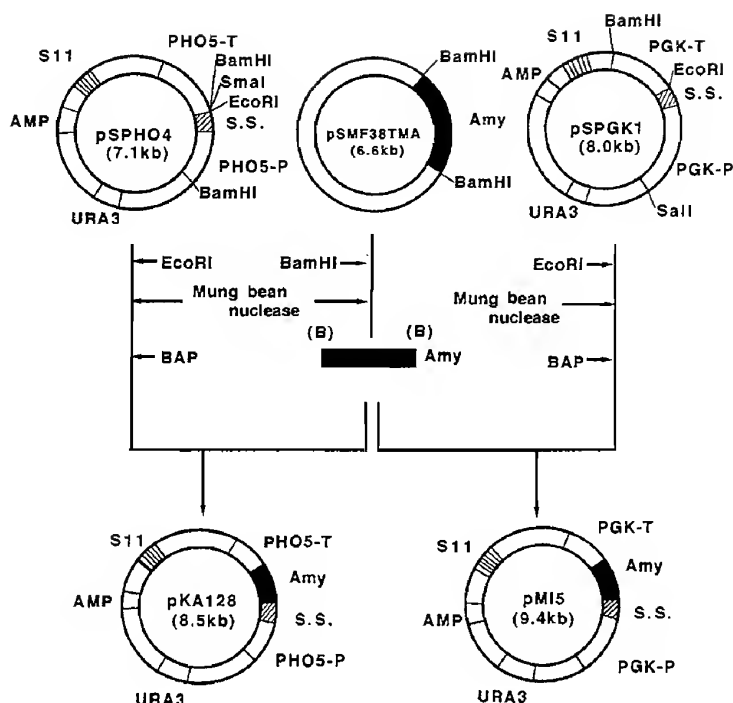 S11
PHO5-T
BamHI
SmaI
EcoRI
S.S.
AMP
pSPHO4
(7.1kb)
PHO5-P
BamHI
URA3
BamHI
pSMF38TMA
(6.6kb)
Amy
BamHI
S11
BamHI
PGK-T
EcoRI
S.S.
AMP
pSPGK1
(8.0kb)
PGK-P
URA3
SalI
EcoRI
BamHI
EcoRI
Mung bean
nuclease
Mung bean
nuclease
(B) (B)
BAP
Amy
BAP
S11
PHO5-T
Amy
AMP
pKA128
(8.5kb)
S.S.
PHO5-P
URA3
S11
PGK-T
Amy
AMP
pMI5
(9.4kb)
S.S.
PGK-P
URA3